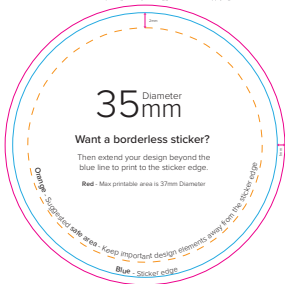 2mm
35mm Diameter
Want a borderless sticker?
Then extend your design beyond the
blue line to print to the sticker edge.
Red - Max printable area is 37mm Diameter
Orange - Suggested safe area - Keep important design elements away from the sticker edge
Blue - Sticker edge